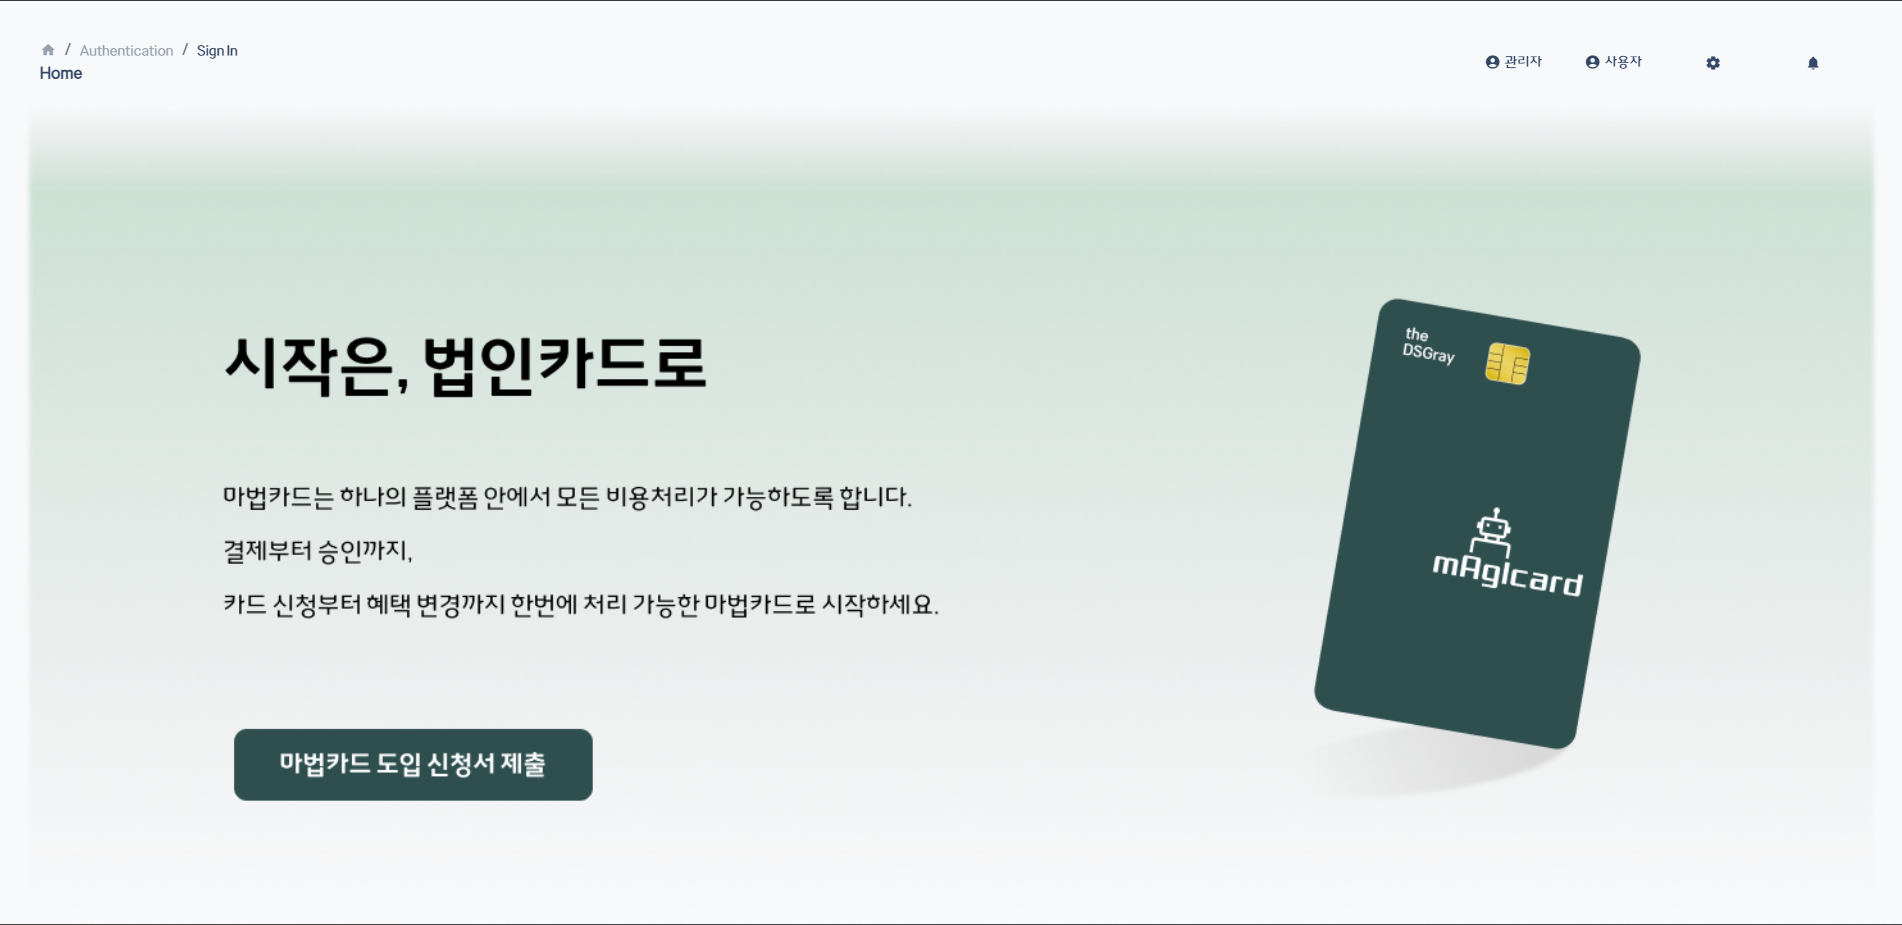 / Authentication / Sign In
Home
관리자
사용자
시작은, 법인카드로
마법카드는 하나의 플랫폼 안에서 모든 비용처리가 가능하도록 합니다.
결제부터 승인까지,
카드 신청부터 혜택 변경까지 한번에 처리 가능한 마법카드로 시작하세요.
마법카드 도입 신청서 제출
the
DSGray
mAgIcard